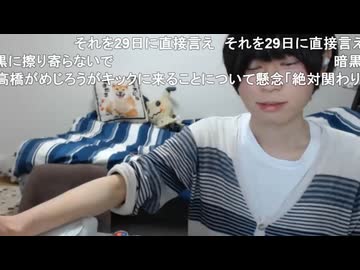 それを29日に直接言え それを29日に直接言え
黒に擦り寄らないで 暗黒
高橋がめじろうがキックに来ることについて懸念「絶対関わり